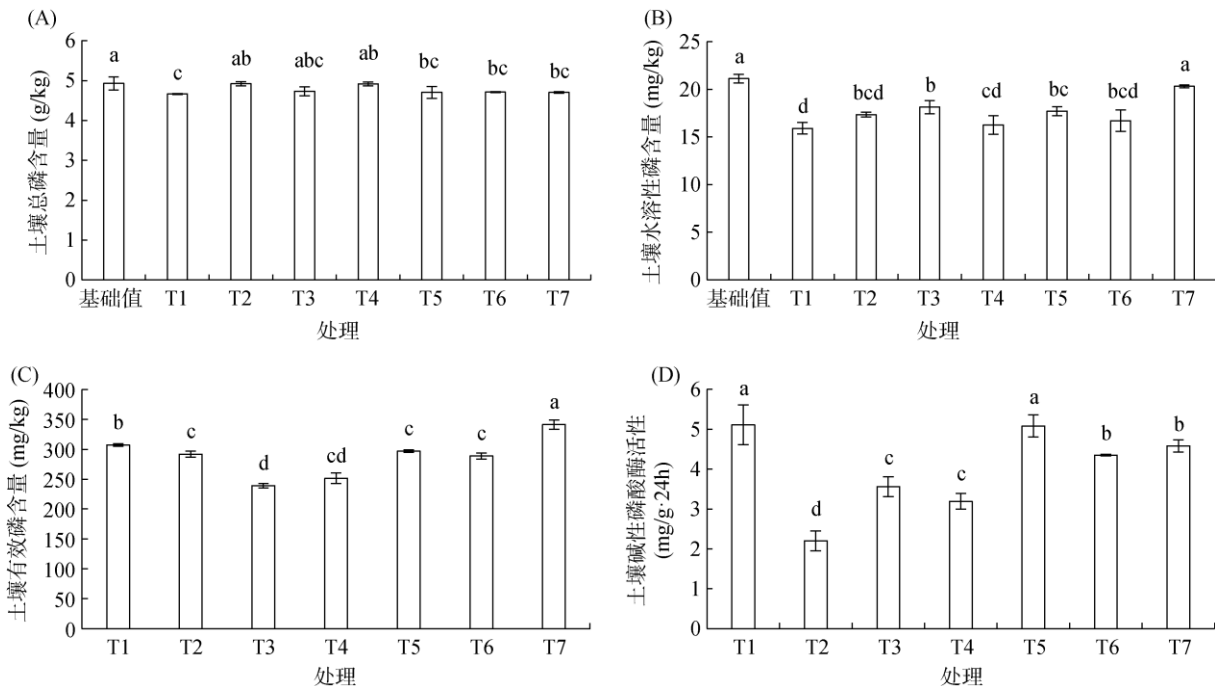 (A)
土壤总磷含量 (g/kg)
6
5
4
3
2
1
0
a
c
ab
abc
ab
bc
bc
bc
基础值 T1 T2 T3 T4 T5 T6 T7
处理
(B)
土壤水溶性磷含量 (mg/kg)
25
20
15
10
5
0
a
d
bcd
b
cd
bc
bcd
a
基础值 T1 T2 T3 T4 T5 T6 T7
处理
(C)
土壤有效磷含量 (mg/kg)
400
350
300
250
200
150
100
50
0
b
c
d
cd
c
c
a
T1 T2 T3 T4 T5 T6 T7
处理
(D)
土壤碱性磷酸酶活性
(mg/g·24h)
6
5
4
3
2
1
0
a
d
c
c
a
b
b
T1 T2 T3 T4 T5 T6 T7
处理